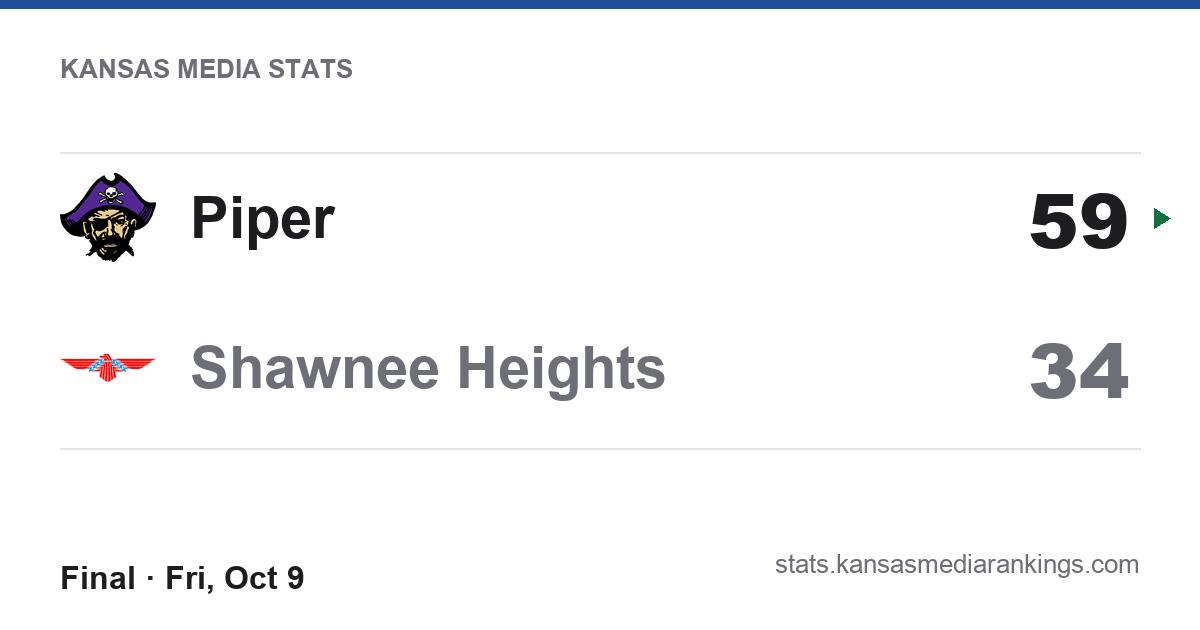 KANSAS MEDIA STATS
Piper 59
Shawnee Heights 34
Final · Fri, Oct 9
stats.kansasmediarankings.com